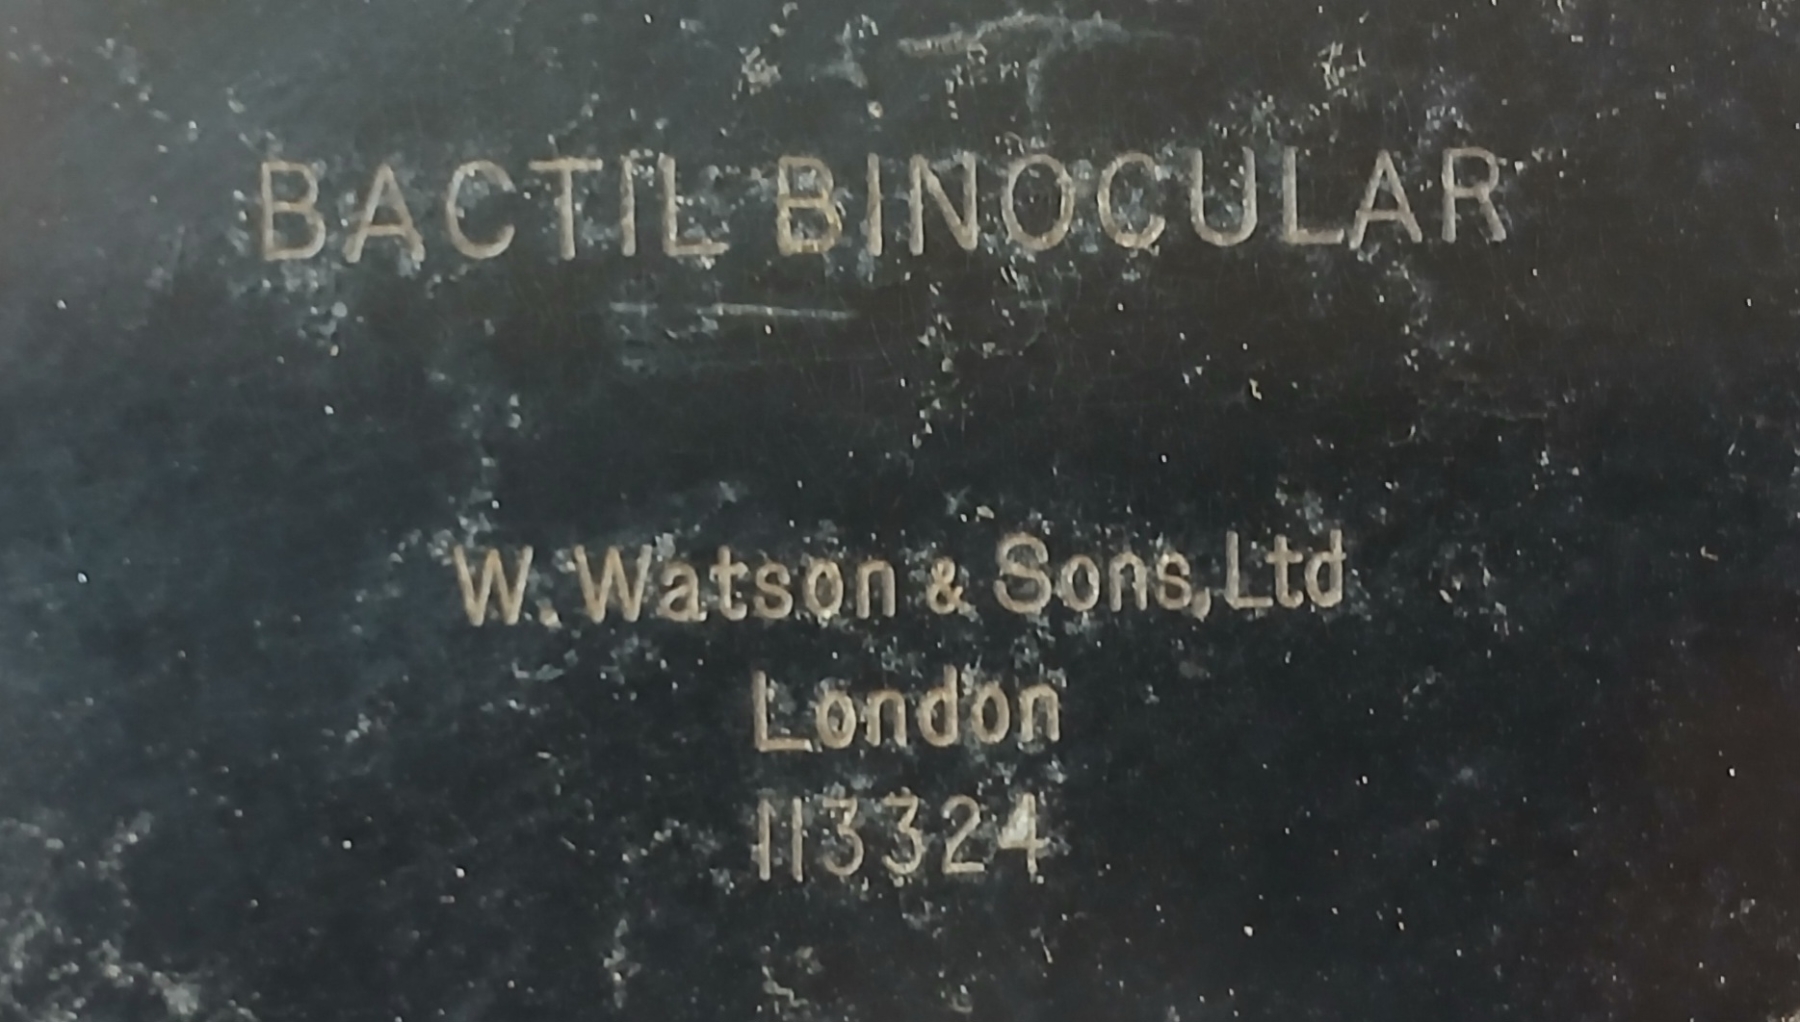 BACTIL BINOCULAR
W. Watson & Sons, Ltd
London
113324